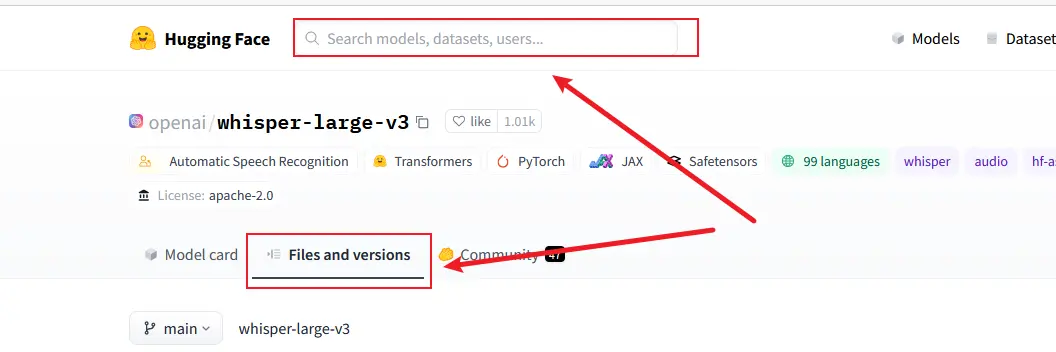 Hugging Face Search models, datasets, users... Models Dataset
openai/whisper-large-v3 like 1.01k
Automatic Speech Recognition Transformers PyTorch JAX Safetensors 99 languages whisper audio hf-as
License: apache-2.0
Model card Files and versions Community 47
main whisper-large-v3